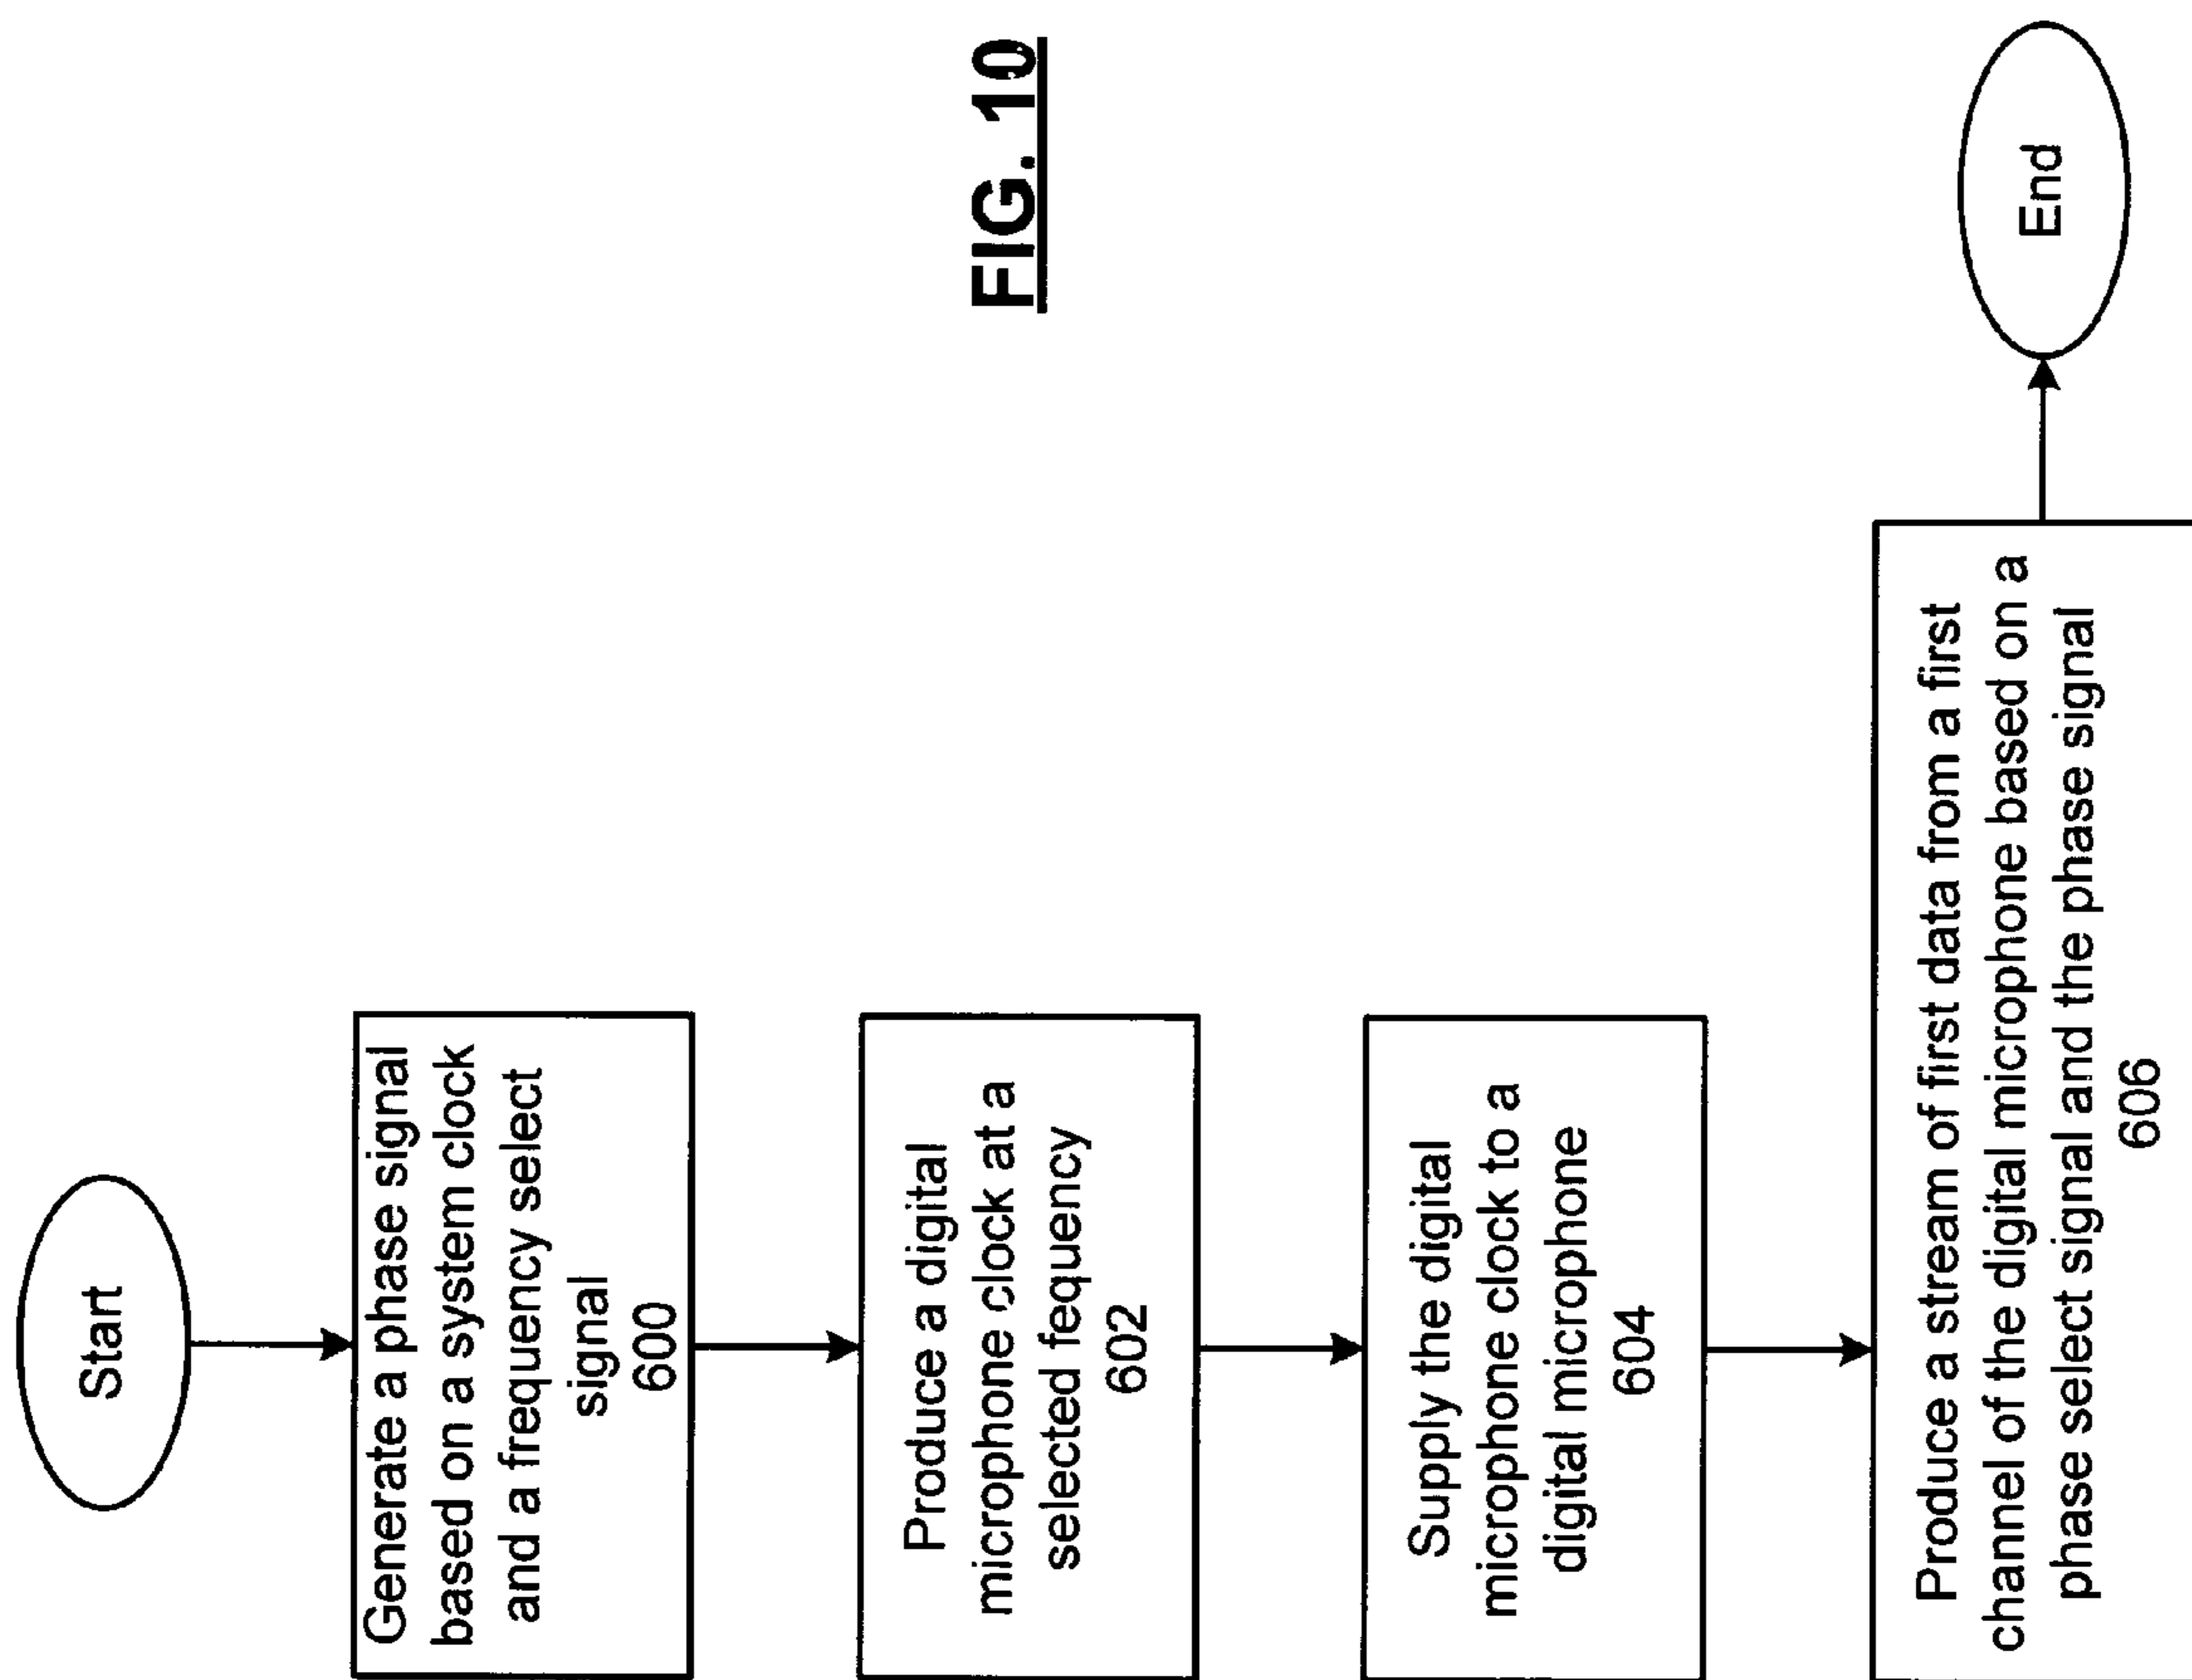 Start
Generate a phase signal
based on a system clock
and a frequency select
signal
600
Produce a digital
microphone clock at a
selected fequency
602
Supply the digital
microphone clock to a
digital microphone
604
Produce a stream of first data from a first
channel of the digital microphone based on a
phase select signal and the phase signal
606
End
FIG. 10